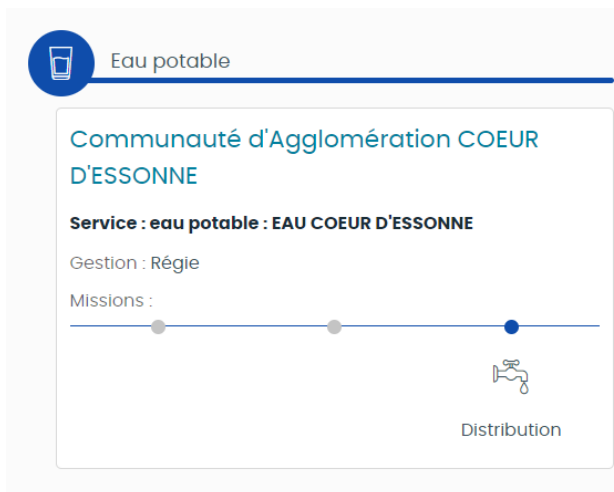 Eau potable
Communauté d'Agglomération COEUR
D'ESSONNE
Service : eau potable : EAU COEUR D'ESSONNE
Gestion : Régie
Missions :
Distribution